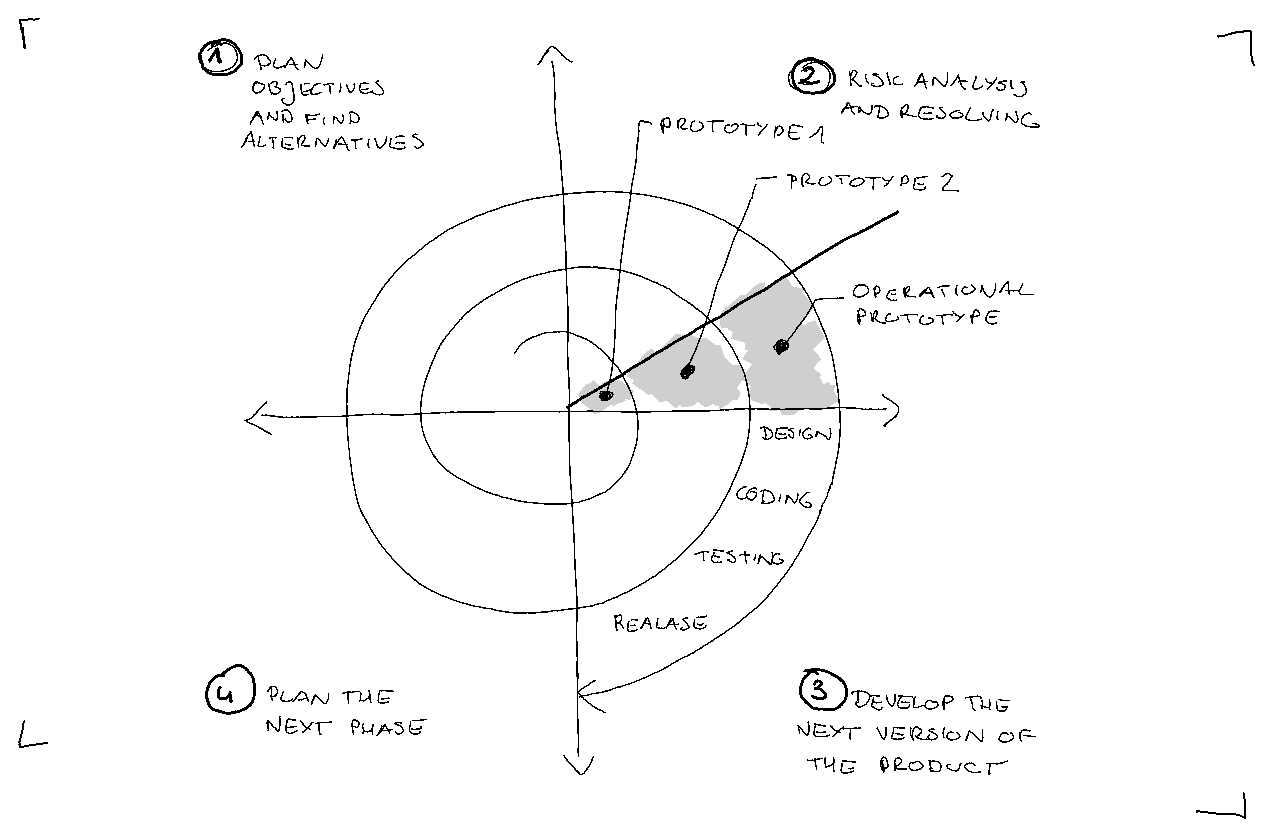 1 PLAN
OBJECTIVES
AND FIND
ALTERNATIVES
2 RISK ANALYSIS
AND RESOLVING
PROTOTYPE 1
PROTOTYPE 2
OPERATIONAL
PROTOTYPE
DESIGN
CODING
TESTING
REALASE
4 PLAN THE
NEXT PHASE
3 DEVELOP THE
NEXT VERSION OF
THE PRODUCT